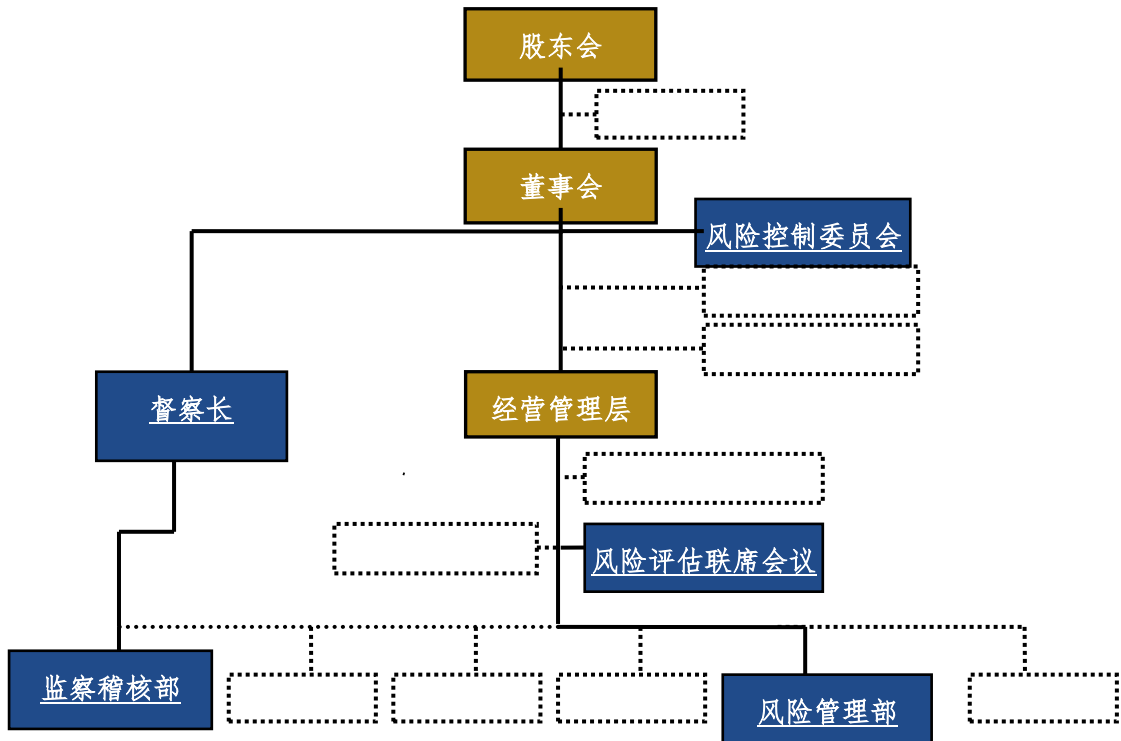 股东会
董事会
风险控制委员会
督察长
经营管理层
风险评估联席会议
监察稽核部
风险管理部